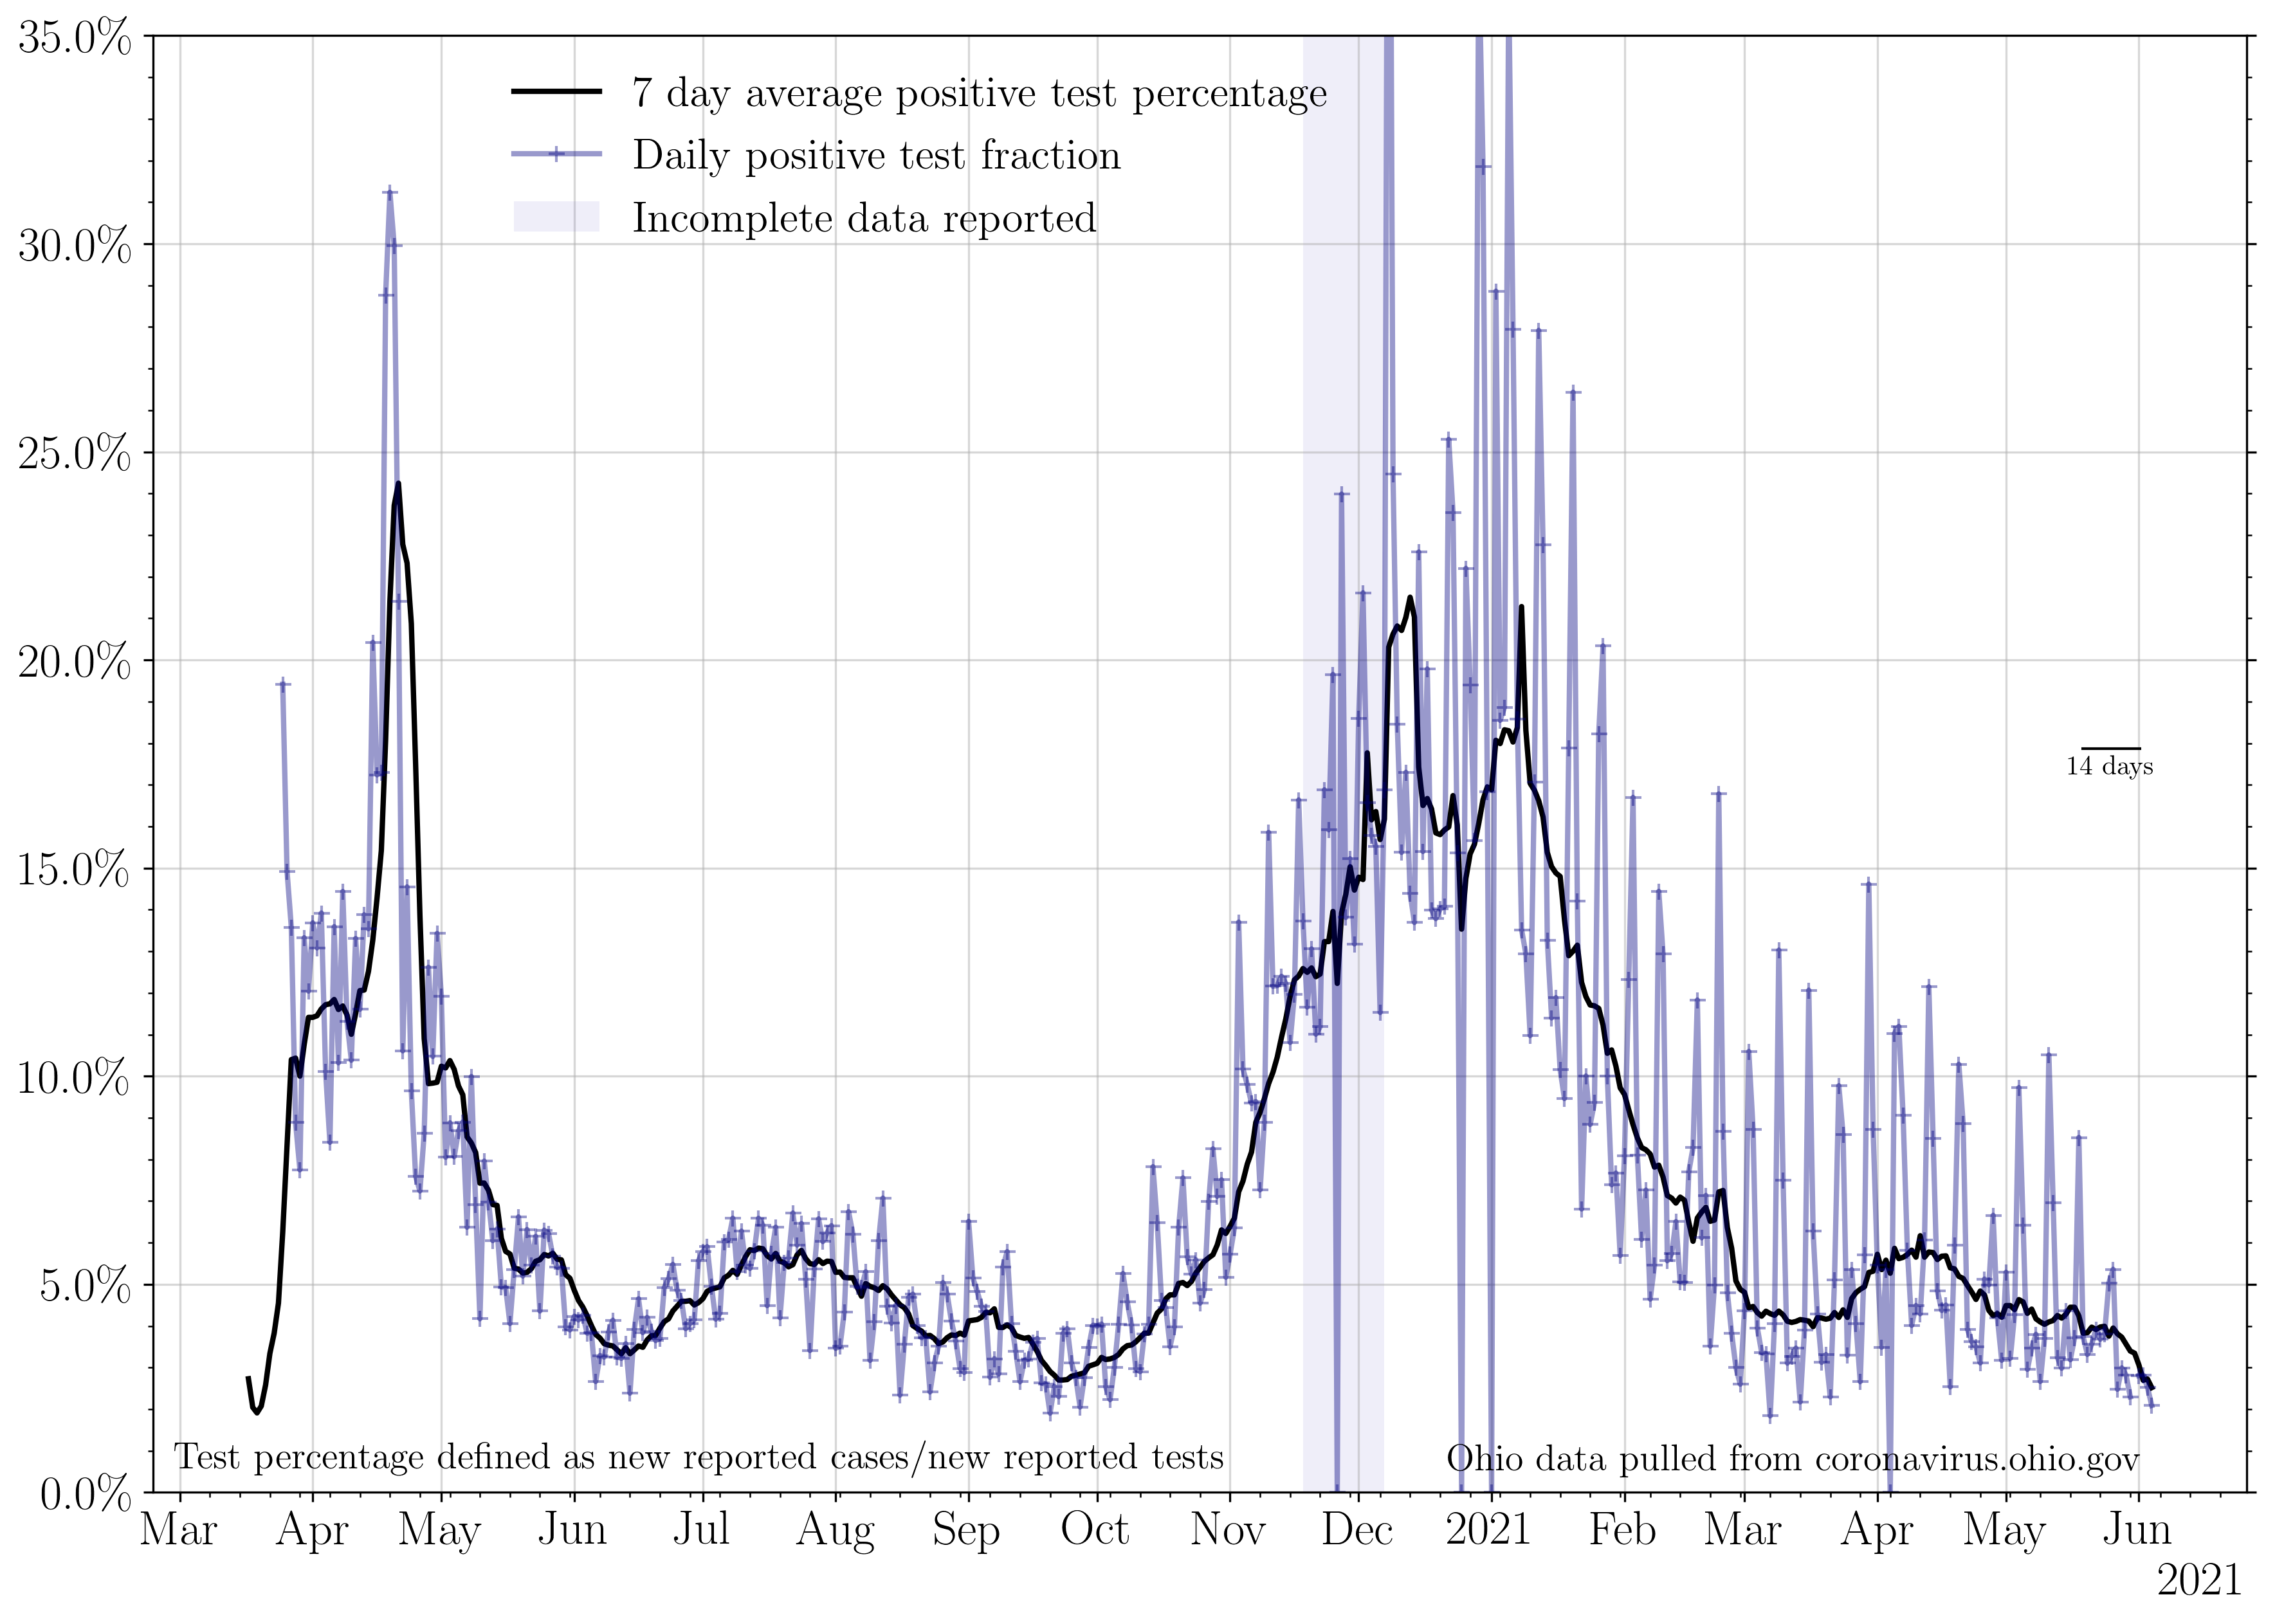 35.0%
30.0%
25.0%
20.0%
15.0%
10.0%
5.0%
0.0%
7 day average positive test percentage
Daily positive test fraction
Incomplete data reported
14 days
Test percentage defined as new reported cases/new reported tests
Ohio data pulled from coronavirus.ohio.gov
Mar Apr May Jun Jul Aug Sep Oct Nov Dec 2021 Feb Mar Apr May Jun
2021